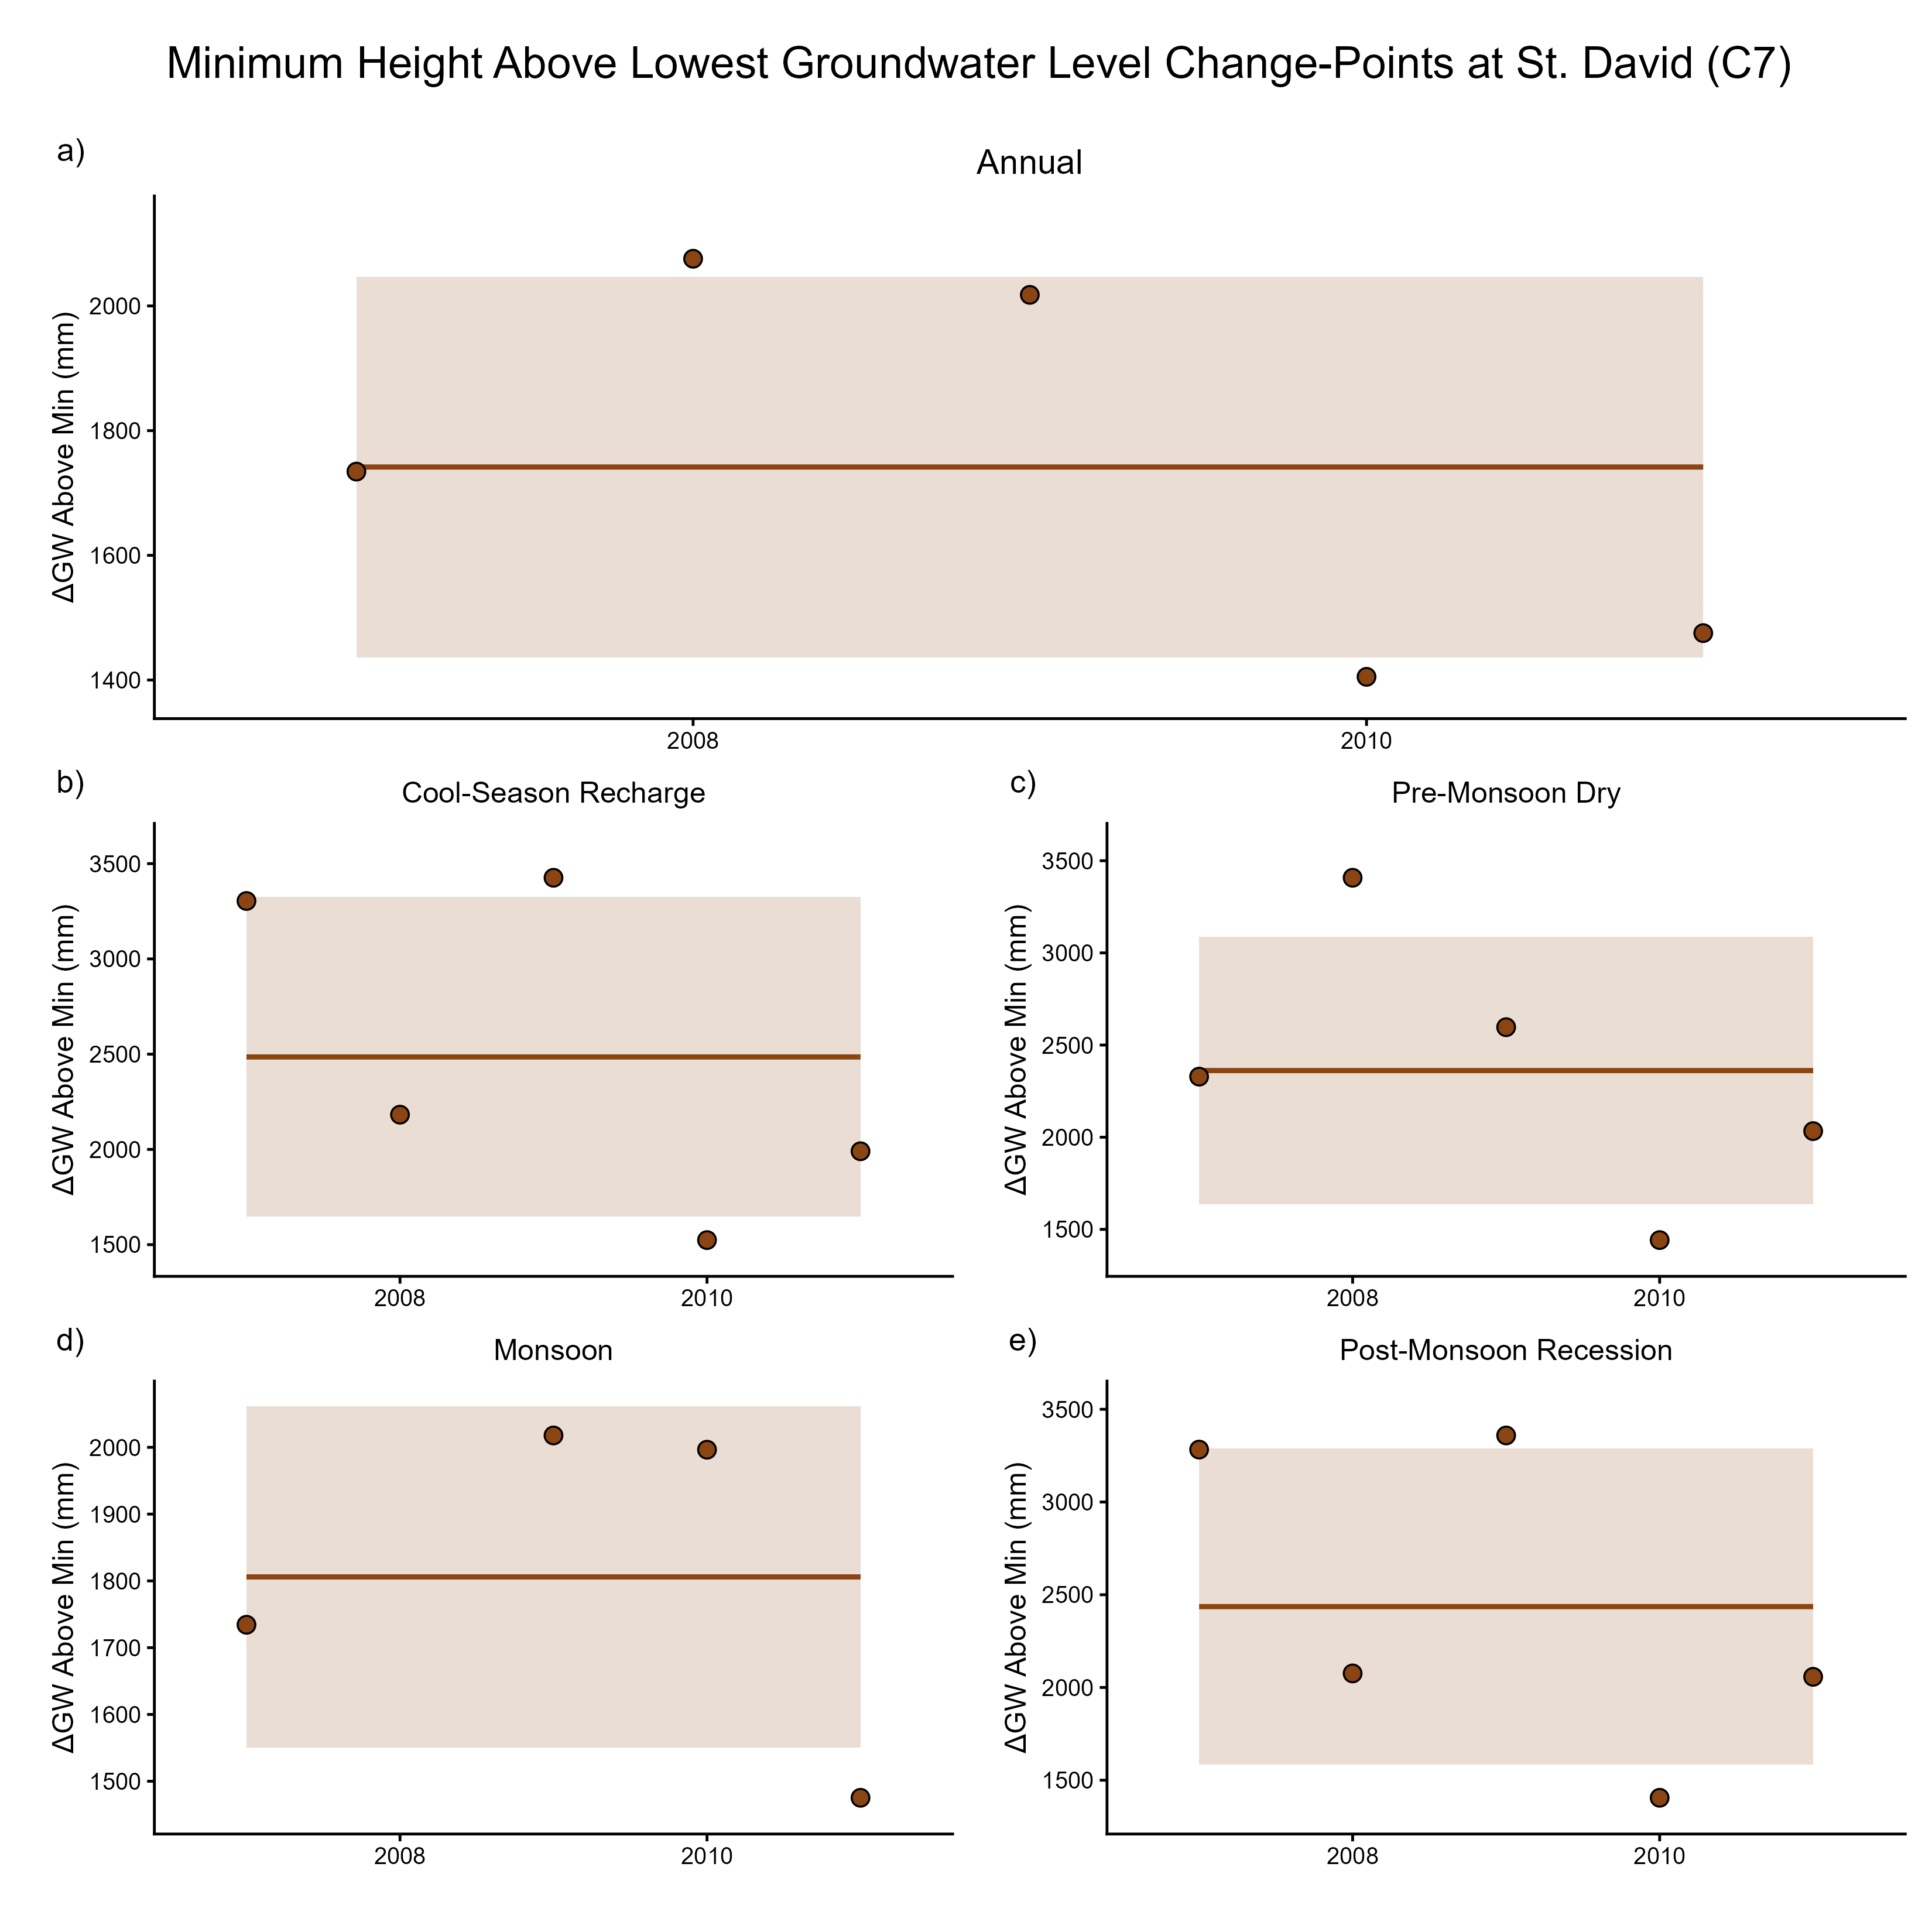 Minimum Height Above Lowest Groundwater Level Change-Points at St. David (C7)
a)
Annual
ΔGW Above Min (mm)
2000
1800
1600
1400
2008
2010
b)
Cool-Season Recharge
ΔGW Above Min (mm)
3500
3000
2500
2000
1500
2008
2010
c)
Pre-Monsoon Dry
ΔGW Above Min (mm)
3500
3000
2500
2000
1500
2008
2010
d)
Monsoon
ΔGW Above Min (mm)
2000
1900
1800
1700
1600
1500
2008
2010
e)
Post-Monsoon Recession
ΔGW Above Min (mm)
3500
3000
2500
2000
1500
2008
2010